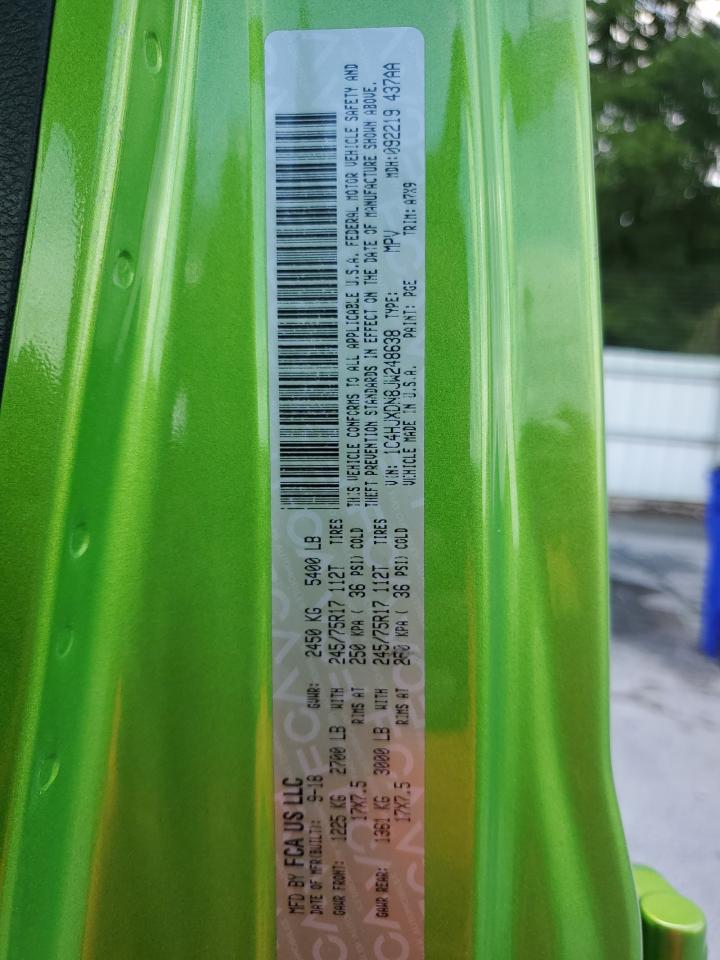 MFD BY FCA US LLC
DATE OF MFR(BUILT): 9-18 GVWR: 2450 KG 5400 LB
GAWR FRONT: 1225 KG 2700 LB WITH 245/75R17 112T TIRES
17X7.5 RIMS AT 250 KPA ( 36 PSI) COLD
GAWR REAR: 1361 KG 3000 LB WITH 245/75R17 112T TIRES
17X7.5 RIMS AT 250 KPA ( 36 PSI) COLD
THIS VEHICLE CONFORMS TO ALL APPLICABLE U.S.A. FEDERAL MOTOR VEHICLE SAFETY AND
THEFT PREVENTION STANDARDS IN EFFECT ON THE DATE OF MANUFACTURE SHOWN ABOVE.
VIN: 1C4HJXDN8JW248638 TYPE: MPV MDH:092219 437AA
VEHICLE MADE IN U.S.A. PAINT: PGE TRIM: A7X9